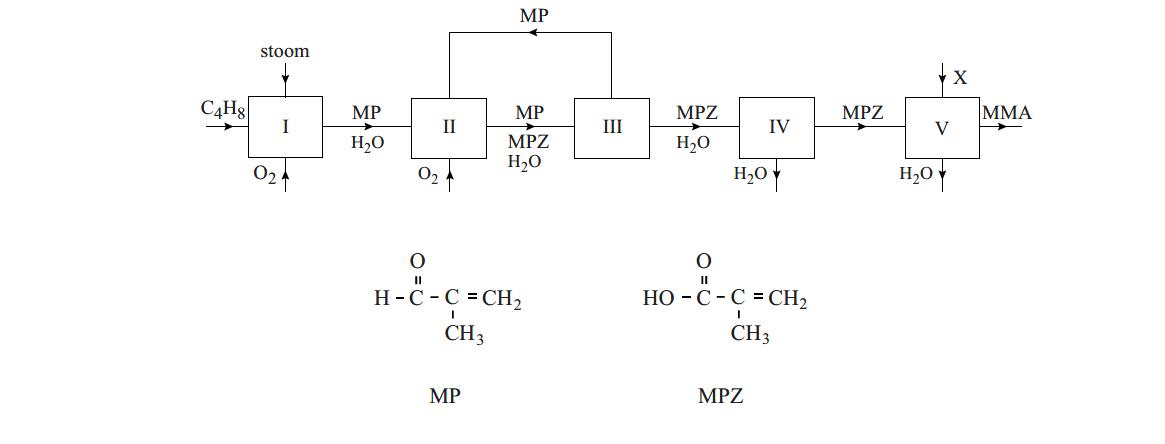 MP
stoom
C₄H₈ I MP II MP III MPZ IV MPZ V MMA
X
H₂O MPZ H₂O
H₂O
O₂ O₂ H₂O H₂O
O O
H - C - C = CH₂ HO - C - C = CH₂
CH₃ CH₃
MP MPZ